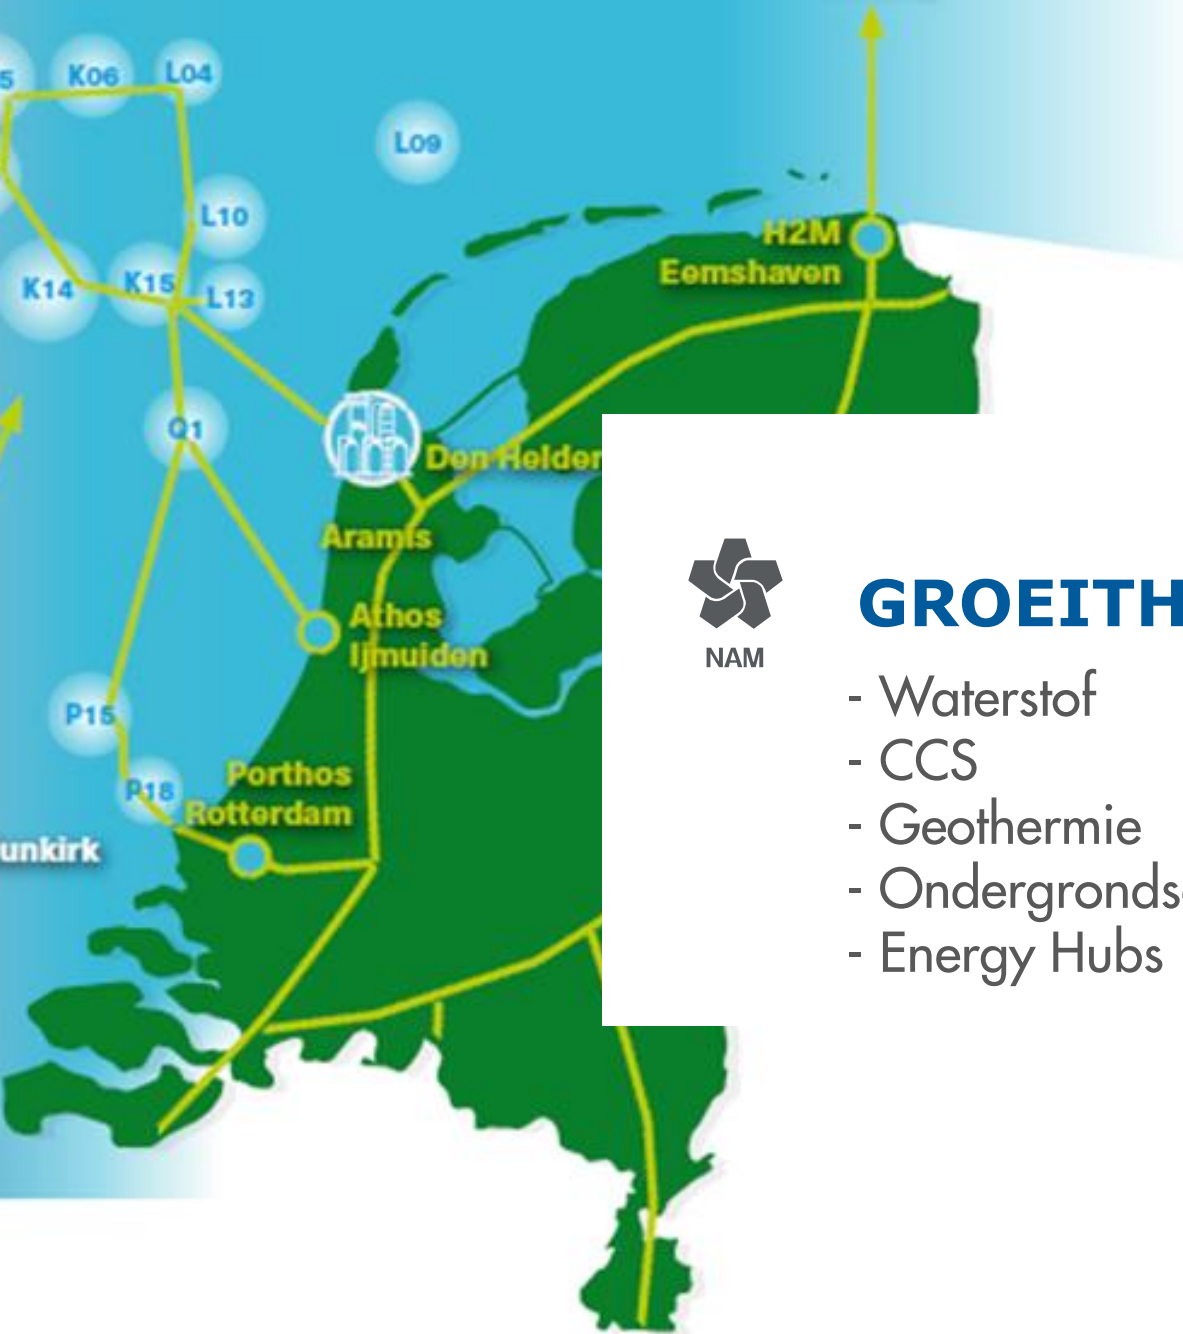 5
K06
L04
L09
L10
H2M
Eemshaven
K14
K15
L13
Q1
Den Helder
Aramis
Athos
Ijmuiden
NAM
GROEITH
- Waterstof
- CCS
- Geothermie
- Ondergronds
- Energy Hubs
P15
P18
Porthos
Rotterdam
unkirk